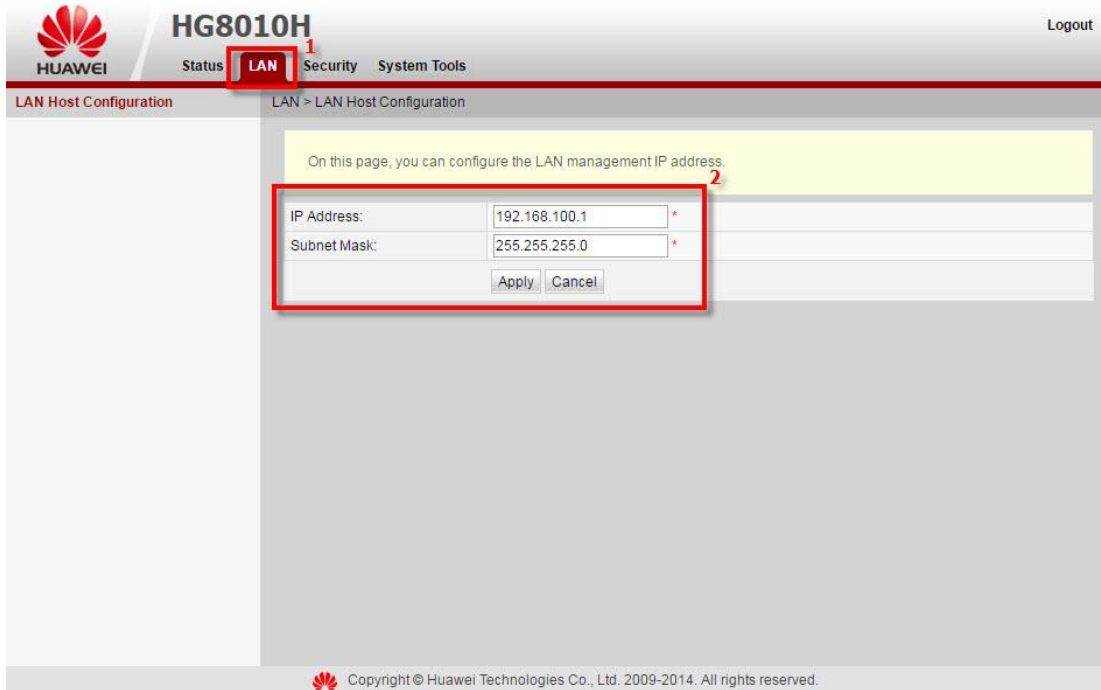 HG8010H
Logout
HUAWEI
1
Status LAN Security System Tools
LAN Host Configuration
LAN > LAN Host Configuration
On this page, you can configure the LAN management IP address.
2
IP Address: 192.168.100.1 *
Subnet Mask: 255.255.255.0 *
Apply Cancel
Copyright © Huawei Technologies Co., Ltd. 2009-2014. All rights reserved.